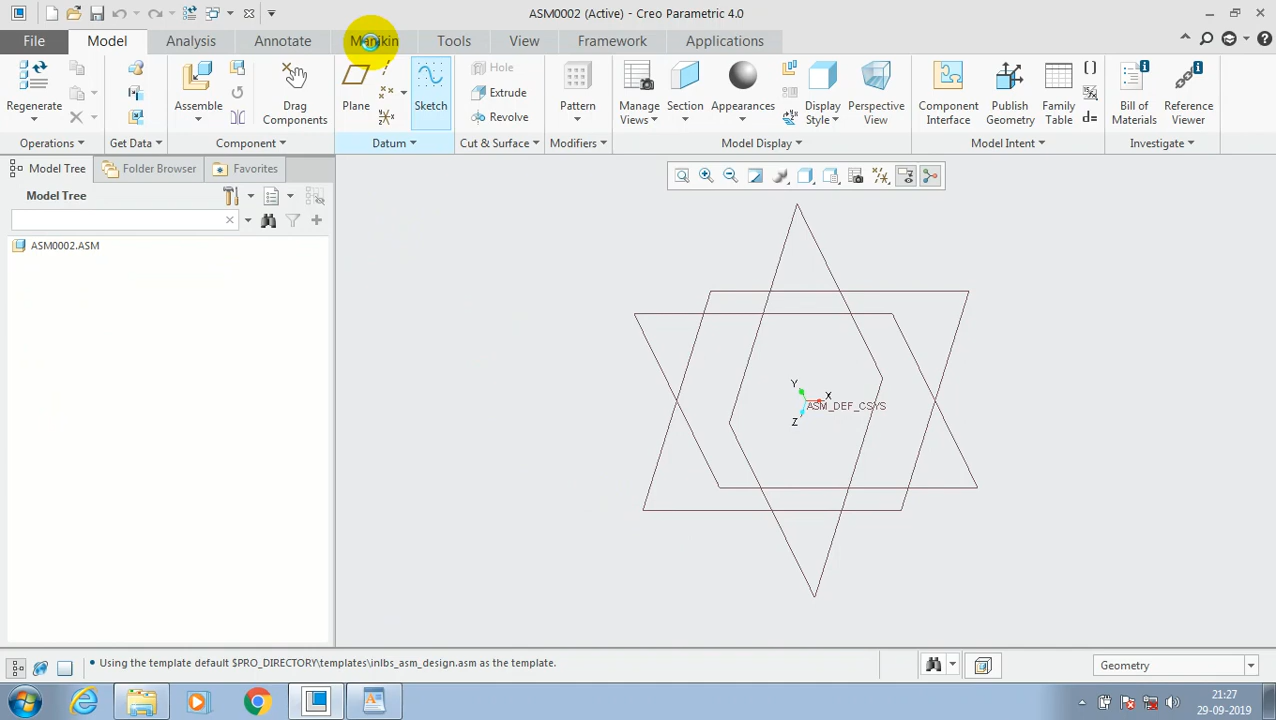 ASM0002 (Active) - Creo Parametric 4.0
File Model Analysis Annotate Manikin Tools View Framework Applications
Regenerate
Assemble
Drag Components
Plane
Sketch
Hole
Extrude
Revolve
Pattern
Manage Views
Section
Appearances
Display Style
Perspective View
Component Interface
Publish Geometry
Family Table
d=
Bill of Materials
Reference Viewer
Operations Get Data Component Datum Cut & Surface Modifiers Model Display Model Intent Investigate
Model Tree Folder Browser Favorites
Model Tree
ASM0002.ASM
Y
X
ASM_DEF_CSYS
Z
• Using the template default $PRO_DIRECTORY\templates\inlbs_asm_design.asm as the template.
Geometry
21:27
29-09-2019